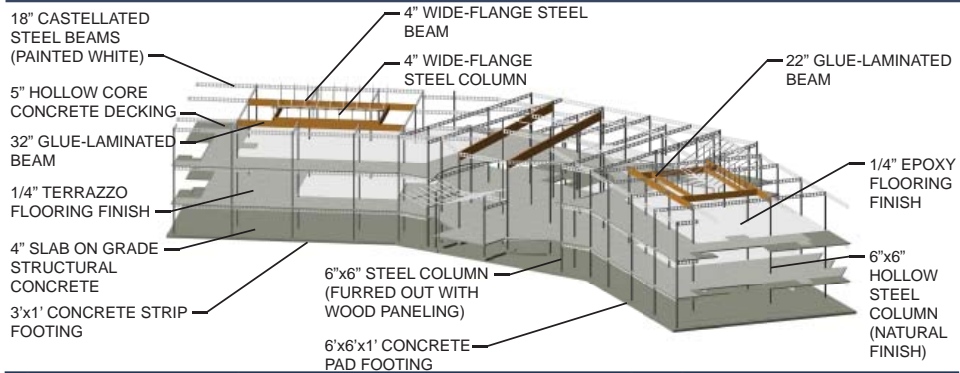 18" CASTELLATED
STEEL BEAMS
(PAINTED WHITE)
5" HOLLOW CORE
CONCRETE DECKING
32" GLUE-LAMINATED
BEAM
1/4" TERRAZZO
FLOORING FINISH
4" SLAB ON GRADE
STRUCTURAL
CONCRETE
3'x1' CONCRETE STRIP
FOOTING
4" WIDE-FLANGE STEEL
BEAM
4" WIDE-FLANGE
STEEL COLUMN
6"x6" STEEL COLUMN
(FURRED OUT WITH
WOOD PANELING)
6'x6'x1' CONCRETE
PAD FOOTING
22" GLUE-LAMINATED
BEAM
1/4" EPOXY
FLOORING
FINISH
6"x6"
HOLLOW
STEEL
COLUMN
(NATURAL
FINISH)